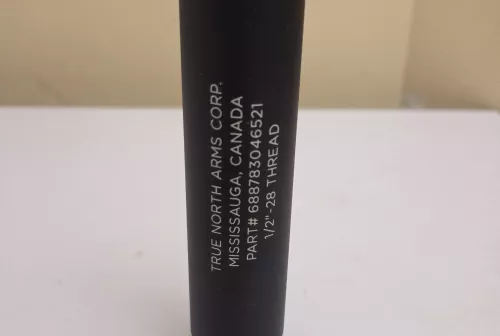 TRUE NORTH ARMS CORP.
MISSISSAUGA, CANADA
PART# 688783046521
1/2"-28 THREAD